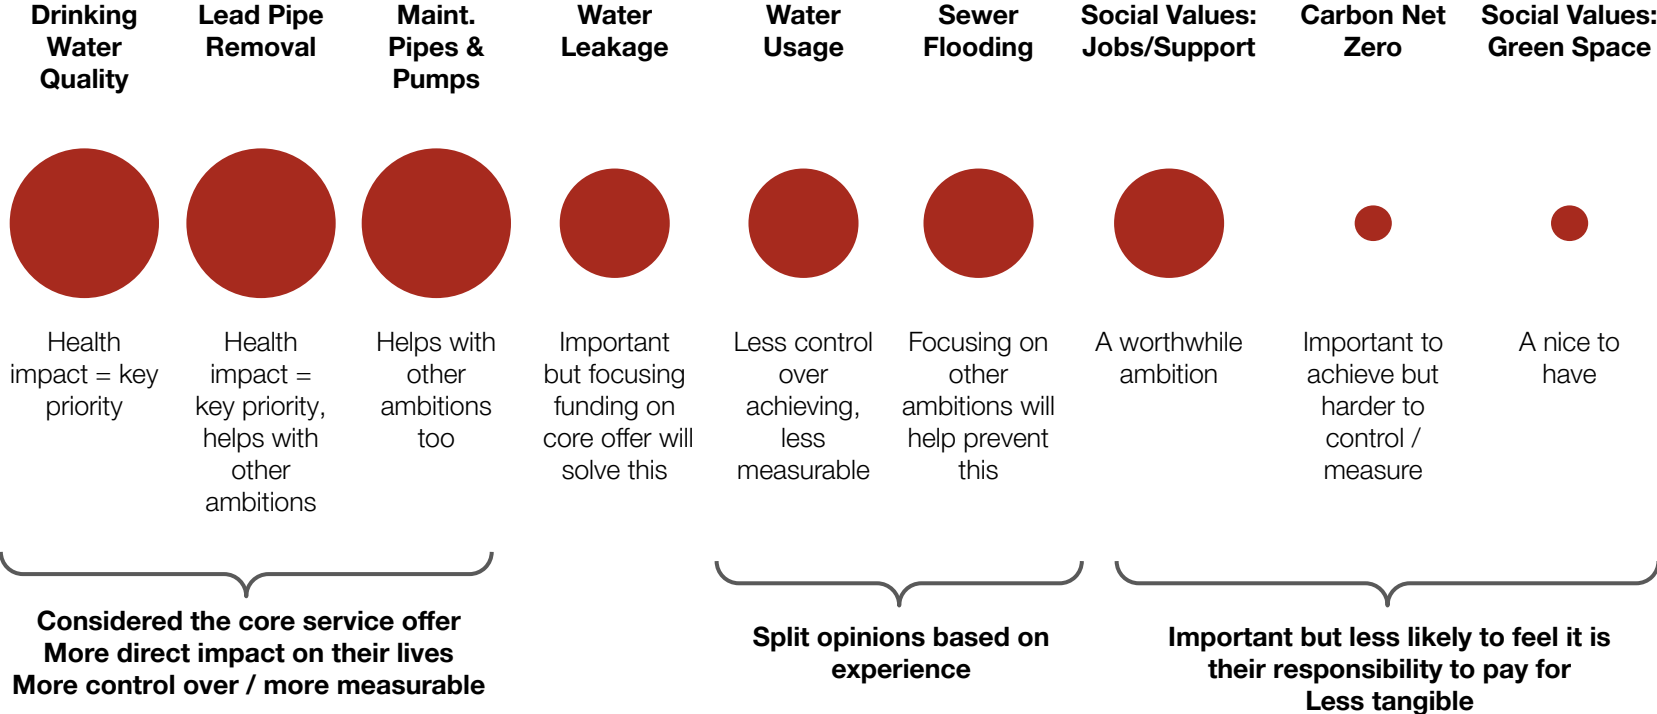 Drinking
Water
Quality
Lead Pipe
Removal
Maint.
Pipes &
Pumps
Water
Leakage
Water
Usage
Sewer
Flooding
Social Values:
Jobs/Support
Carbon Net
Zero
Social Values:
Green Space
Health
impact = key
priority
Health
impact =
key priority,
helps with
other
ambitions
Helps with
other
ambitions
too
Important
but focusing
funding on
core offer will
solve this
Less control
over
achieving,
less
measurable
Focusing on
other
ambitions will
help prevent
this
A worthwhile
ambition
Important to
achieve but
harder to
control /
measure
A nice to
have
Considered the core service offer
More direct impact on their lives
More control over / more measurable
Split opinions based on
experience
Important but less likely to feel it is
their responsibility to pay for
Less tangible